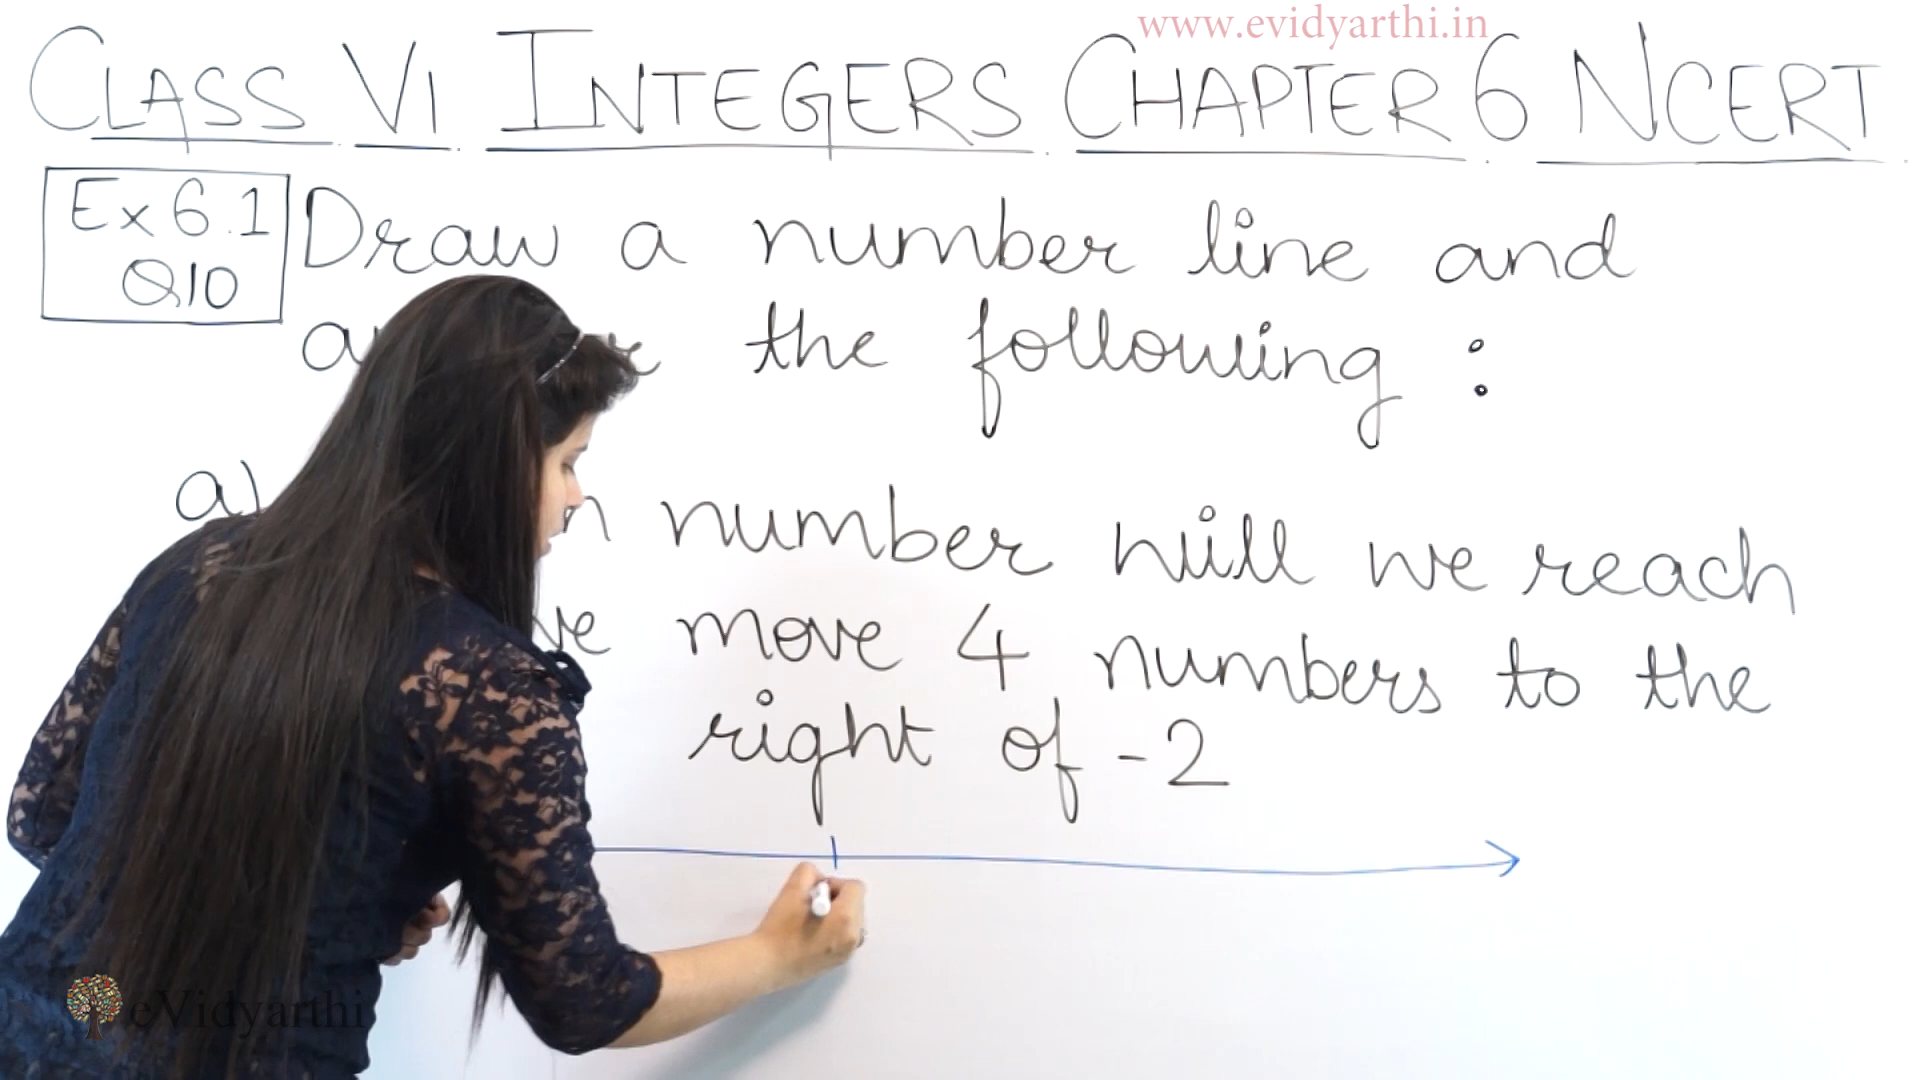 www.evidyarthi.in
CLASS VI INTEGERS CHAPTER 6 NCERT
Ex 6.1
Q10
Draw a number line and
the following :
a) number will we reach
move 4 numbers to the
right of -2
eVidyarthi